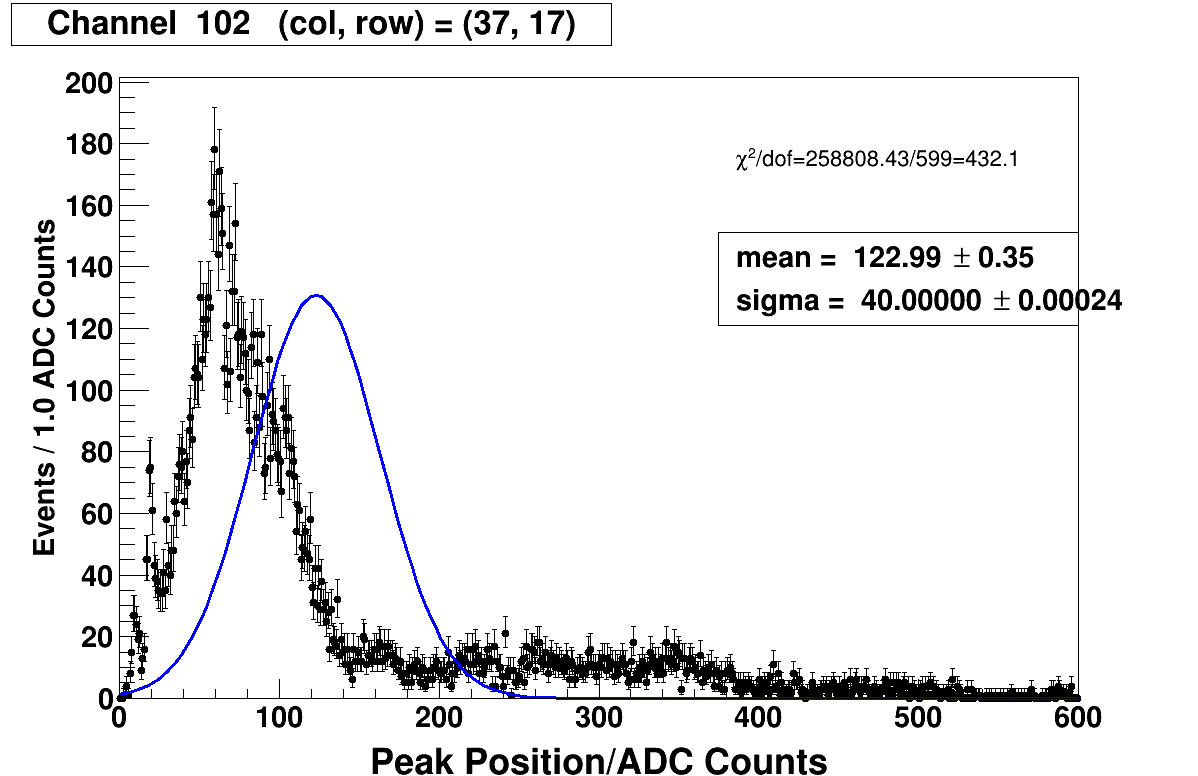 Channel 102 (col, row) = (37, 17)
200
180
160
140
120
100
80
60
40
20
0
Events / 1.0 ADC Counts
χ²/dof=258808.43/599=432.1
mean = 122.99 ± 0.35
sigma = 40.00000 ± 0.00024
0 100 200 300 400 500 600
Peak Position/ADC Counts